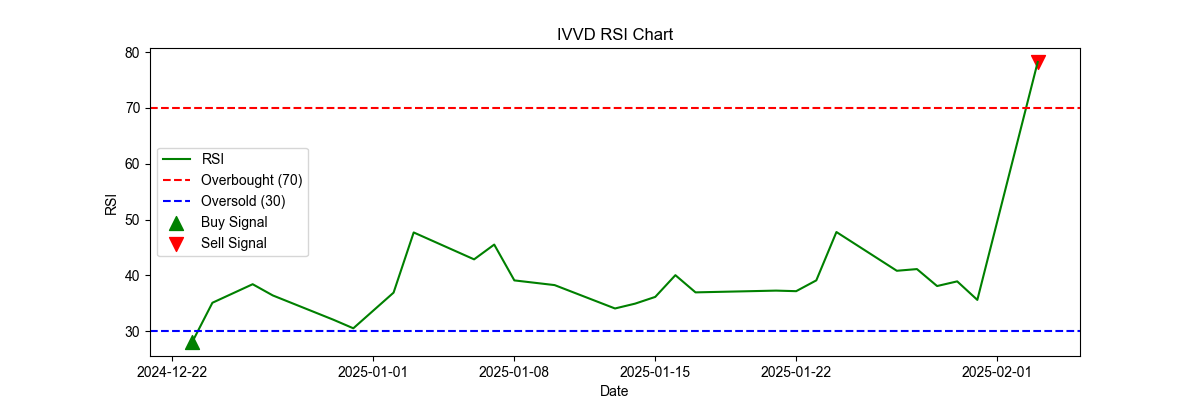 IVVD RSI Chart
80
70
60
50
40
30
RSI
RSI
Overbought (70)
Oversold (30)
Buy Signal
Sell Signal
2024-12-22
2025-01-01
2025-01-08
2025-01-15
2025-01-22
2025-02-01
Date